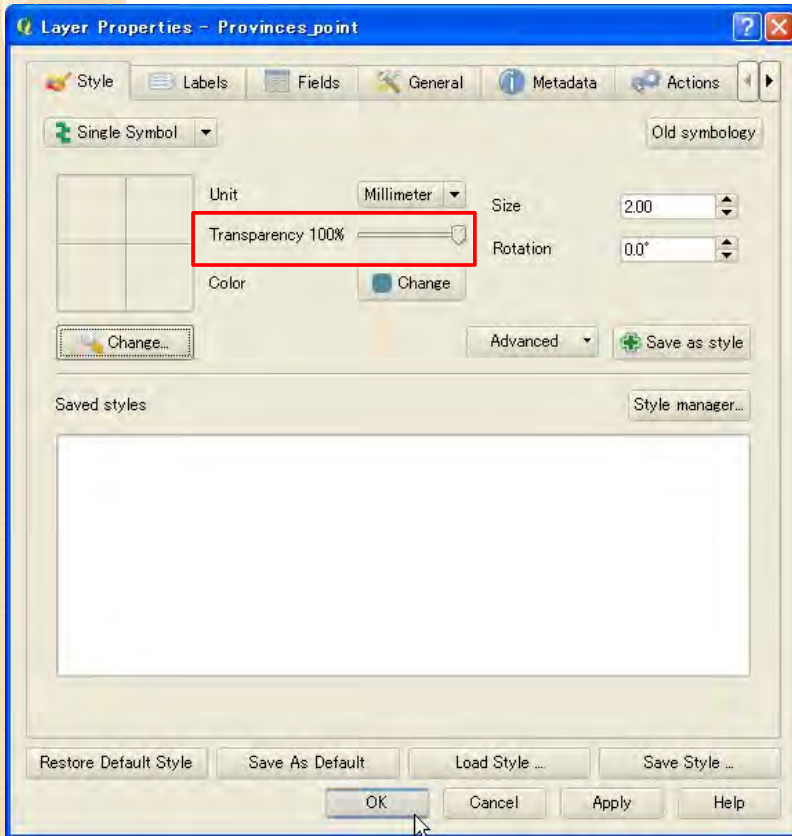 Layer Properties - Provinces_point
Style Labels Fields General Metadata Actions
Single Symbol Old symbology
Unit Millimeter Size 2.00
Transparency 100% Rotation 0.0°
Color Change
Change... Advanced Save as style
Saved styles Style manager...
Restore Default Style Save As Default Load Style ... Save Style ...
OK Cancel Apply Help